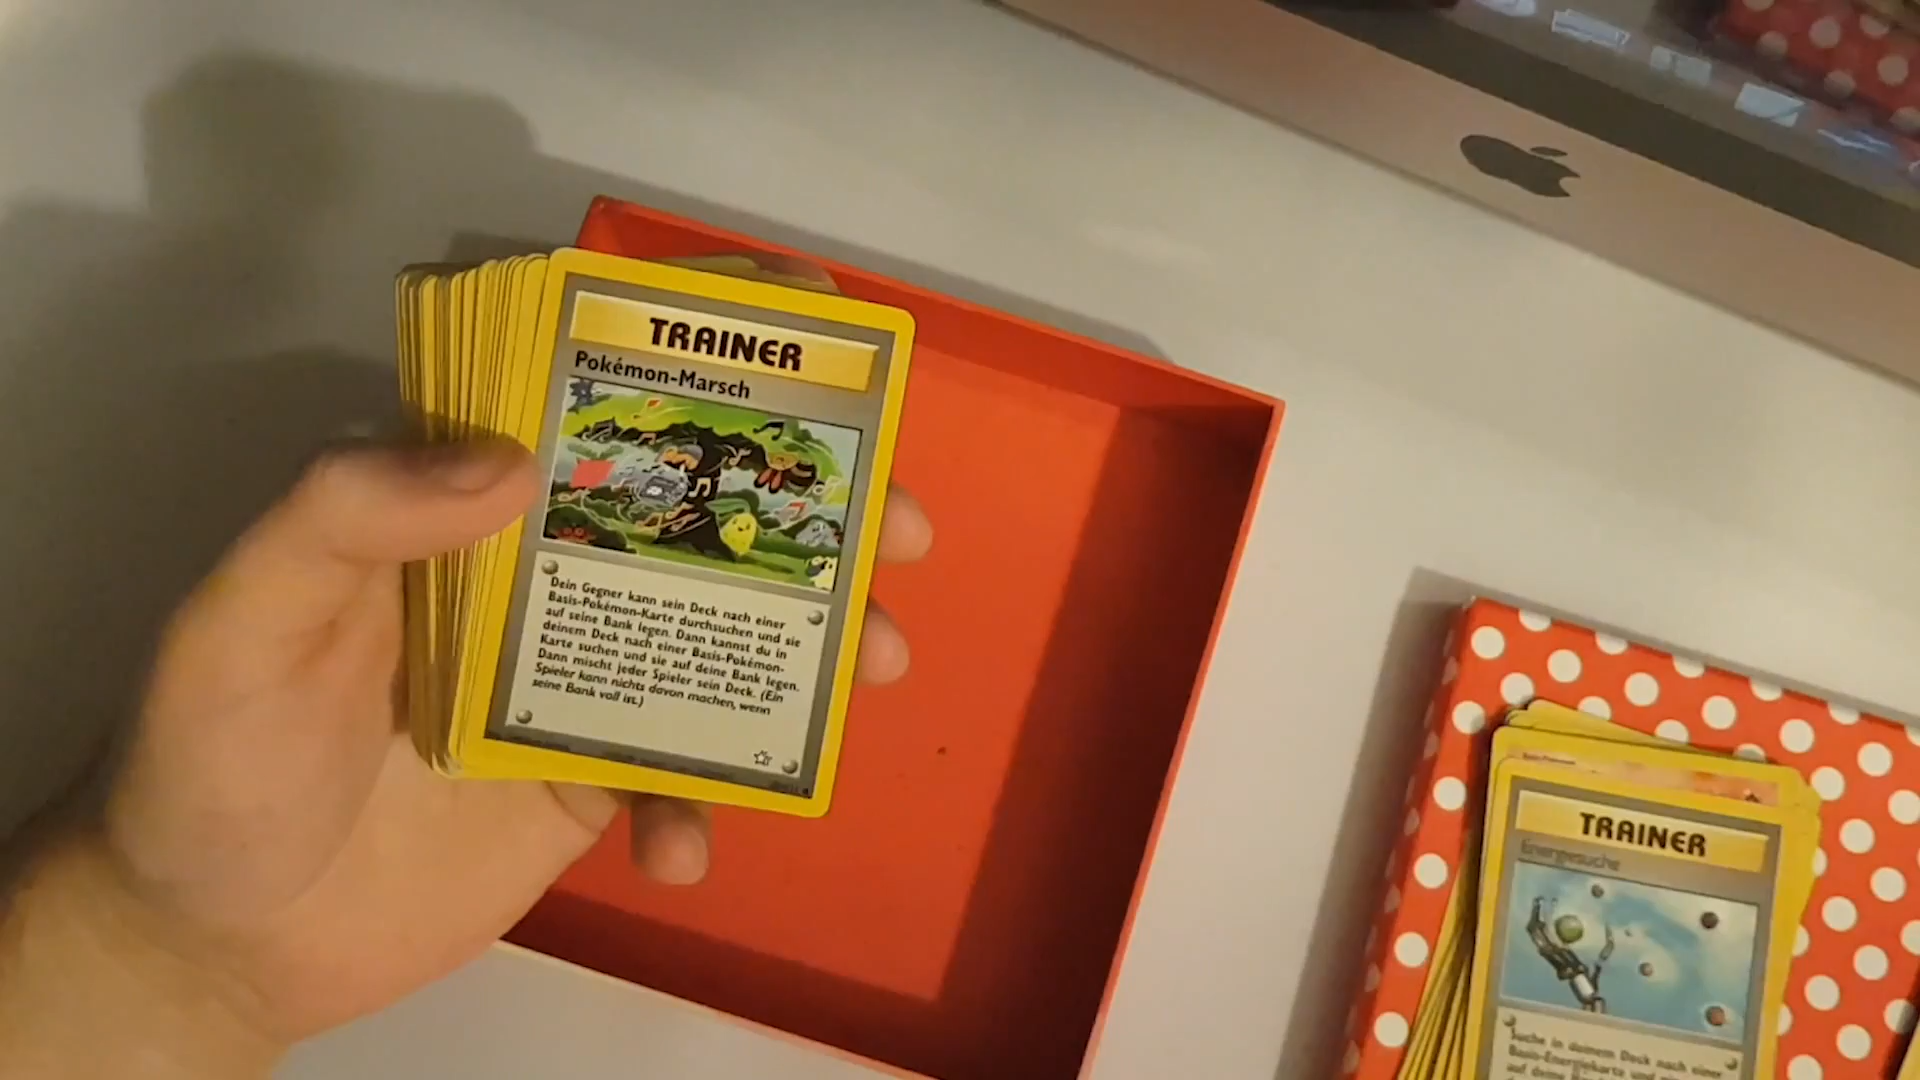 TRAINER
Pokémon-Marsch
Dein Gegner kann sein Deck nach einer
Basis-Pokémon-Karte durchsuchen und sie
auf seine Bank legen. Dann kannst du in
deinem Deck nach einer Basis-Pokémon-
Karte suchen und sie auf deine Bank legen.
Dann mischt jeder Spieler sein Deck. (Ein
Spieler kann nichts davon machen, wenn
seine Bank voll ist.)
TRAINER
Energiesuche
Suche in deinem Deck nach einer
Basis-Energiekarte und
auf deine